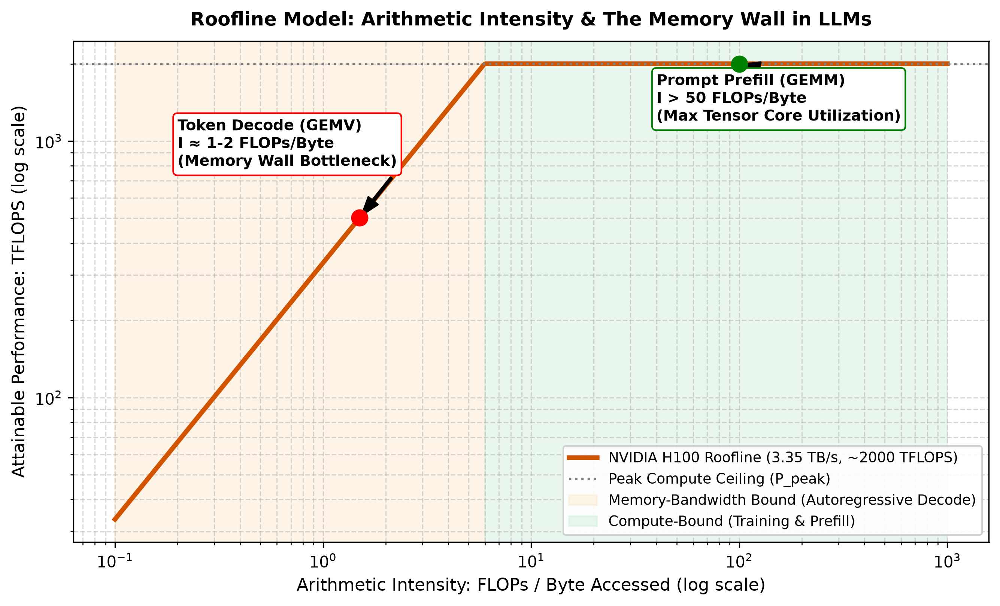 Roofline Model: Arithmetic Intensity & The Memory Wall in LLMs
Attainable Performance: TFLOPS (log scale)
10³
10²
Token Decode (GEMV)
I ≈ 1-2 FLOPs/Byte
(Memory Wall Bottleneck)
Prompt Prefill (GEMM)
I > 50 FLOPs/Byte
(Max Tensor Core Utilization)
NVIDIA H100 Roofline (3.35 TB/s, ~2000 TFLOPS)
Peak Compute Ceiling (P_peak)
Memory-Bandwidth Bound (Autoregressive Decode)
Compute-Bound (Training & Prefill)
10⁻¹ 10⁰ 10¹ 10² 10³
Arithmetic Intensity: FLOPs / Byte Accessed (log scale)